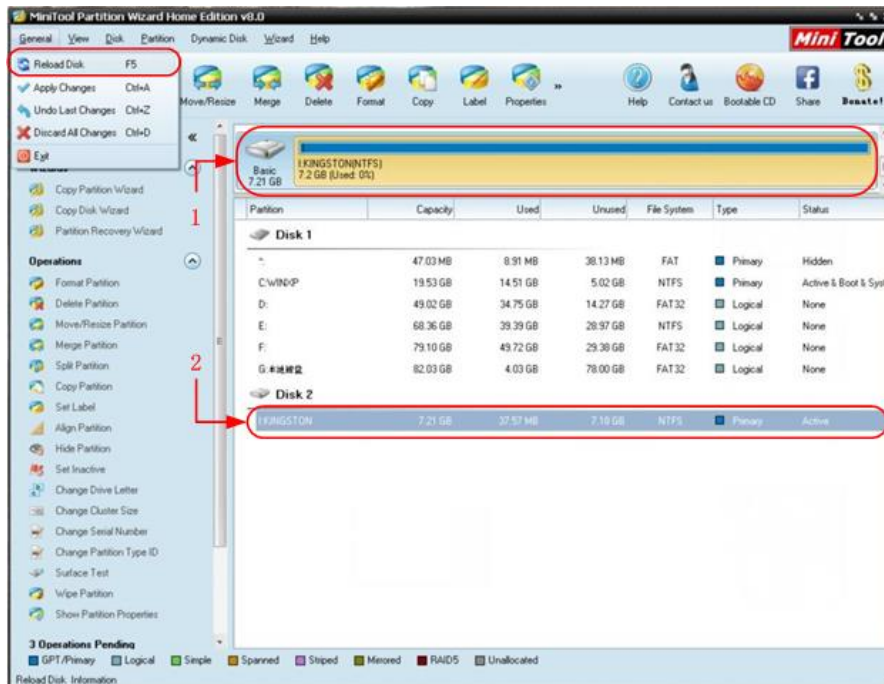 MiniTool Partition Wizard Home Edition v8.0
General View Disk Partition Dynamic Disk Wizard Help
Mini Tool
Reload Disk F5
Apply Changes Ctrl+A
Undo Last Changes Ctrl+Z
Discard All Changes Ctrl+D
Exit
Move/Resize Merge Delete Format Copy Label Properties » Help Contact us Bootable CD Share Donate!
«
1
Basic
7.21 GB
I:KINGSTON(NTFS)
7.2 GB (Used: 0%)
Copy Partition Wizard
Copy Disk Wizard
Partition Recovery Wizard
Operations
Format Partition
Delete Partition
Move/Resize Partition
Merge Partition
Split Partition
Copy Partition
Set Label
Align Partition
Hide Partition
Set Inactive
Change Drive Letter
Change Cluster Size
Change Serial Number
Change Partition Type ID
Surface Test
Wipe Partition
Show Partition Properties
3 Operations Pending
2
Partition Capacity Used Unused File System Type Status
Disk 1
*: 47.03 MB 8.91 MB 38.13 MB FAT Primary Hidden
C:WINXP 19.53 GB 14.51 GB 5.02 GB NTFS Primary Active & Boot & Sys
D: 49.02 GB 34.75 GB 14.27 GB FAT32 Logical None
E: 68.36 GB 39.39 GB 28.97 GB NTFS Logical None
F: 79.10 GB 49.72 GB 29.38 GB FAT32 Logical None
G:本地磁盘 82.03 GB 4.03 GB 78.00 GB FAT32 Logical None
Disk 2
I:KINGSTON 7.21 GB 37.57 MB 7.18 GB NTFS Primary Active
GPT/Primary Logical Simple Spanned Striped Mirrored RAID5 Unallocated
Reload Disk Information